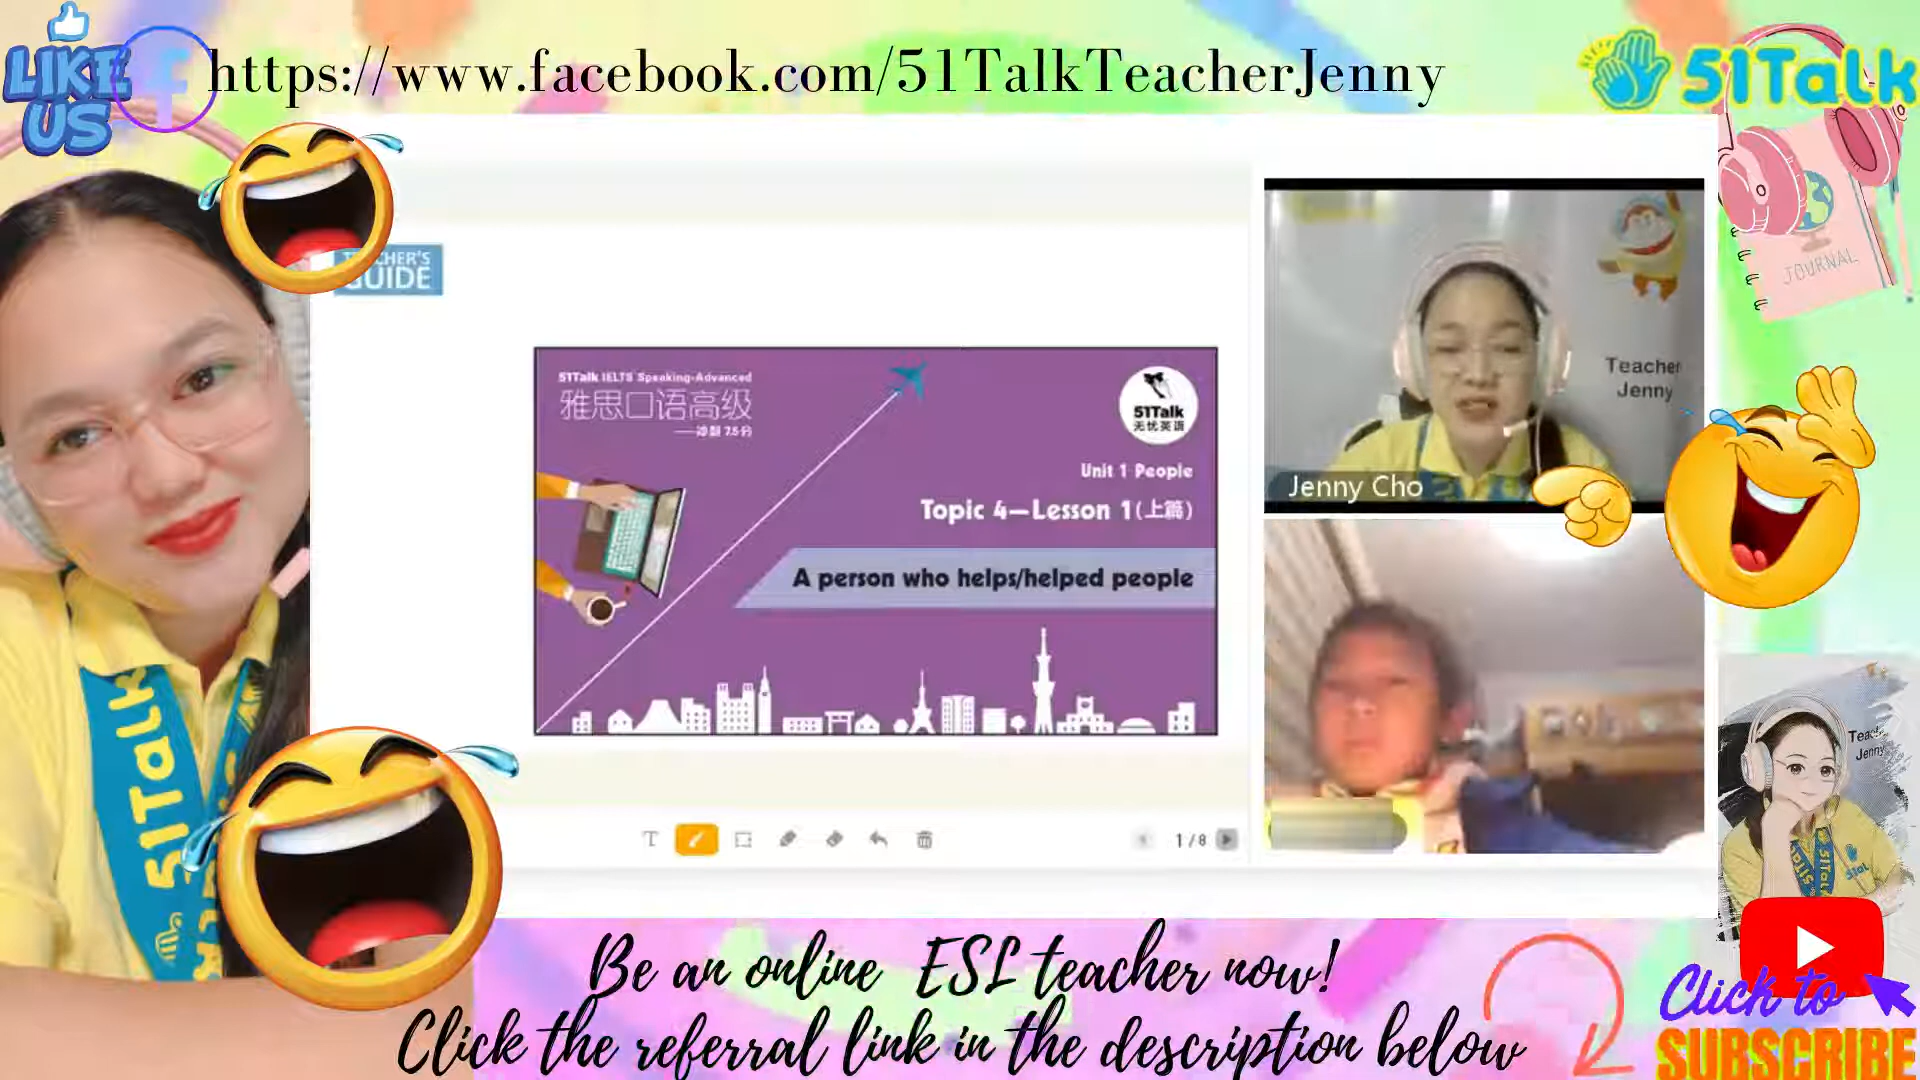 LIKE
US
https://www.facebook.com/51TalkTeacherJenny
51Talk
JOURNAL
GUIDE
51Talk IELTS Speaking-Advanced
雅思口语高级
51Talk
无忧英语
Unit 1 People
Topic 4—Lesson 1(上篇)
A person who helps/helped people
Teacher
Jenny
Jenny Cho
1/8
51Talk
Jenny
51Talk
Be an online ESL teacher now!
Click the referral link in the description below
Click to
SUBSCRIBE